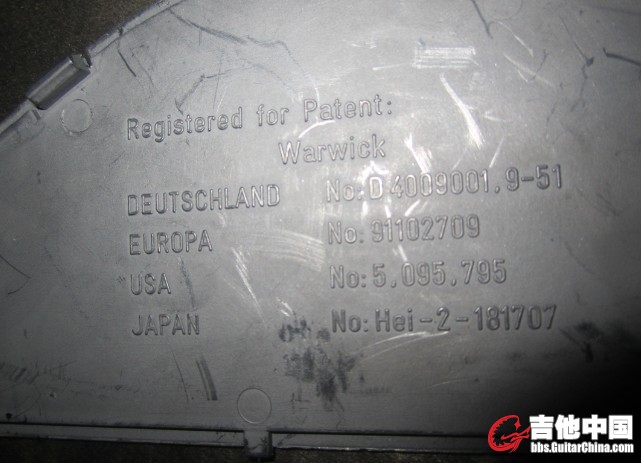 Registered for Patent:
Warwick
DEUTSCHLAND No. D 4009001.9-51
EUROPA No: 91102709
USA No: 5,095,795
JAPAN No: Hei-2-181707
吉他中国
bbs.GuitarChina.com